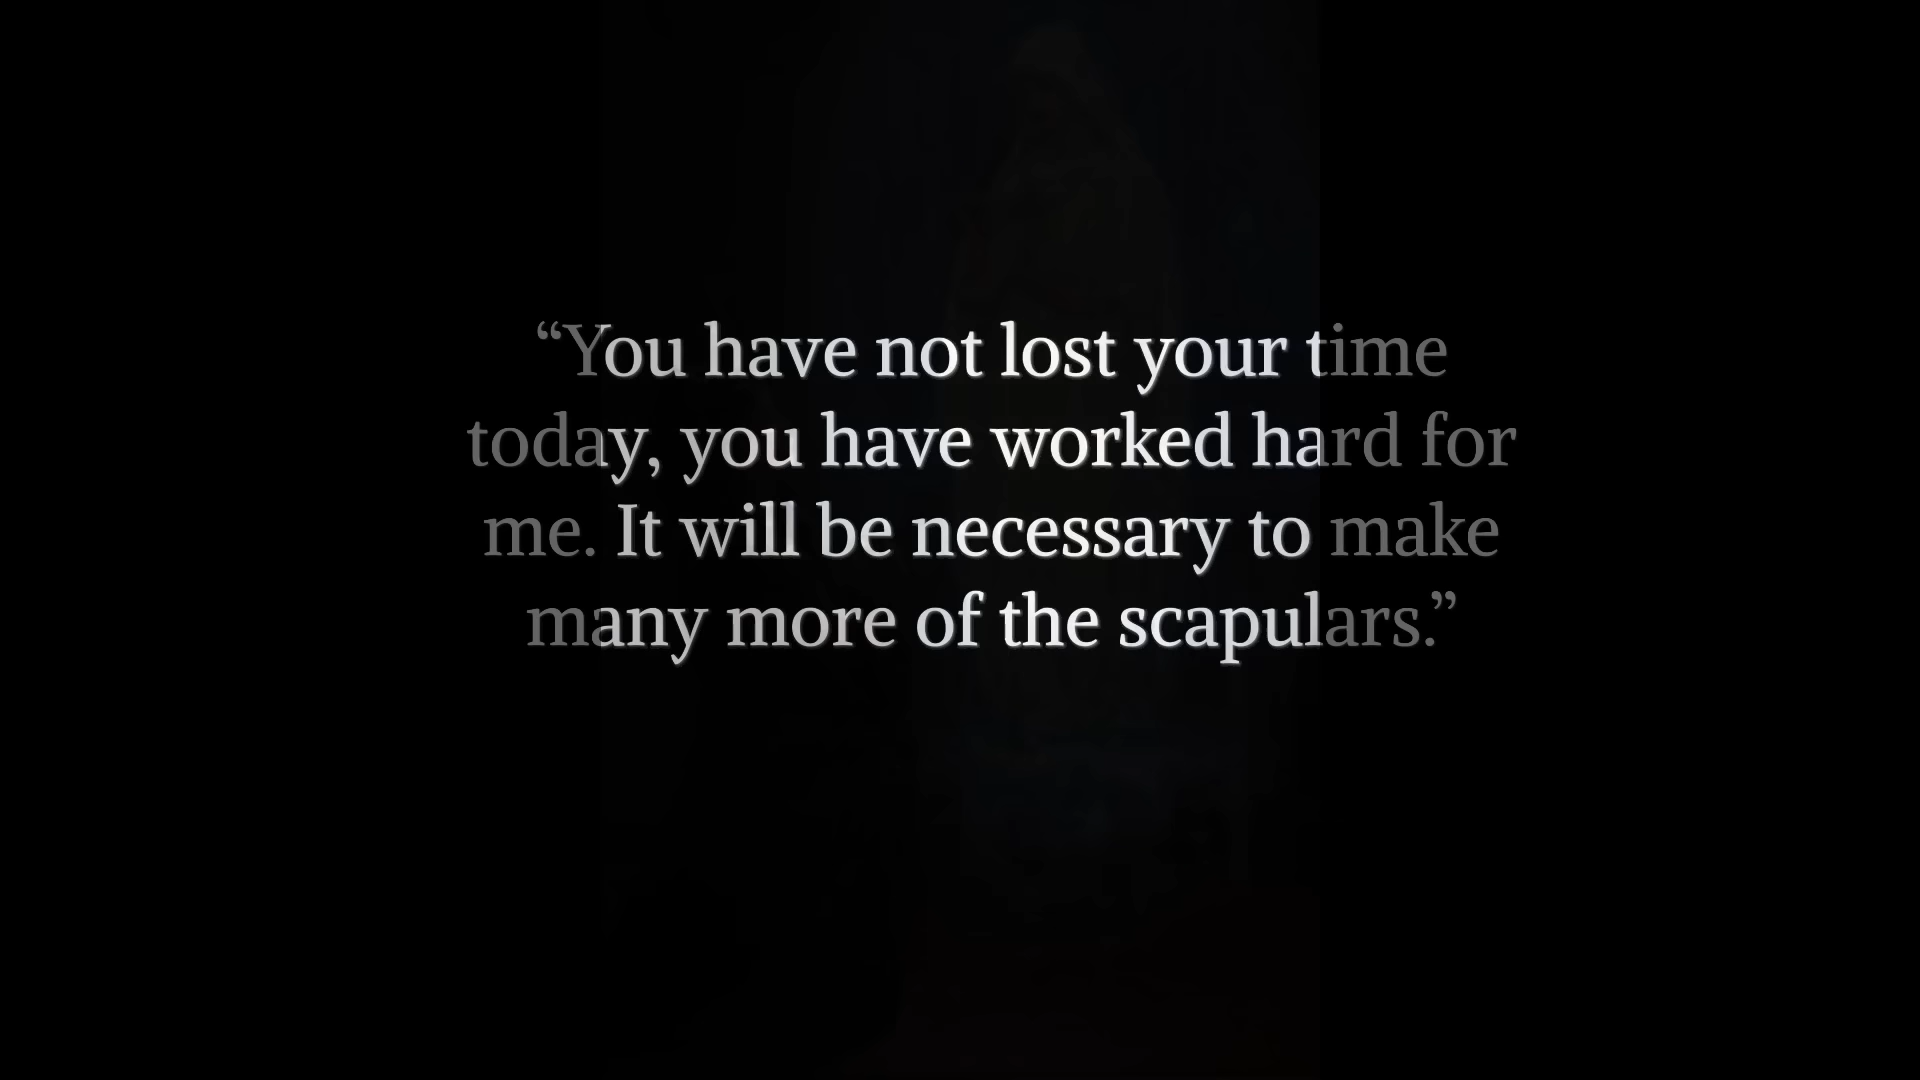 “You have not lost your time
today, you have worked hard for
me. It will be necessary to make
many more of the scapulars.”